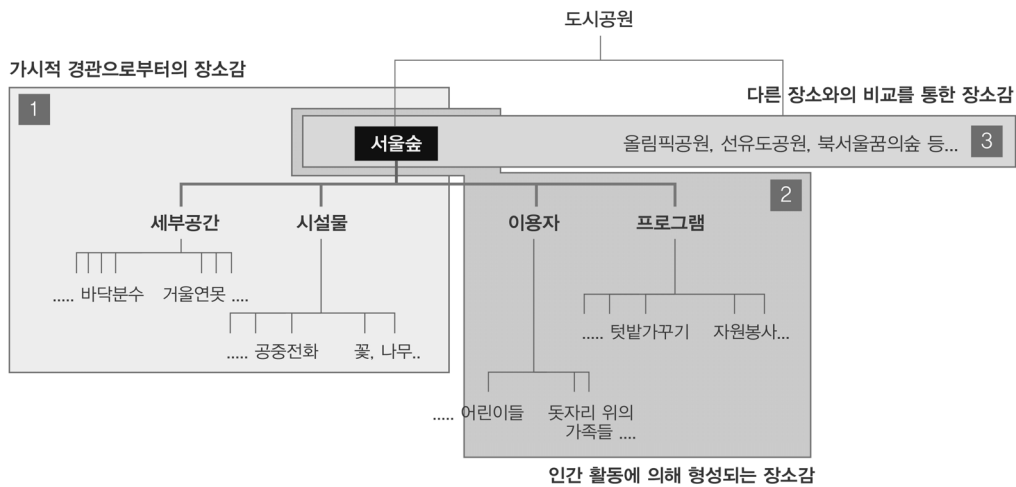 도시공원
가시적 경관으로부터의 장소감
1
다른 장소와의 비교를 통한 장소감
서울숲
올림픽공원, 선유도공원, 북서울꿈의숲 등...
3
2
세부공간
시설물
이용자
프로그램
..... 바닥분수
거울연못 ....
..... 텃밭가꾸기
자원봉사...
..... 공중전화
꽃, 나무..
..... 어린이들
돗자리 위의
가족들 ....
인간 활동에 의해 형성되는 장소감